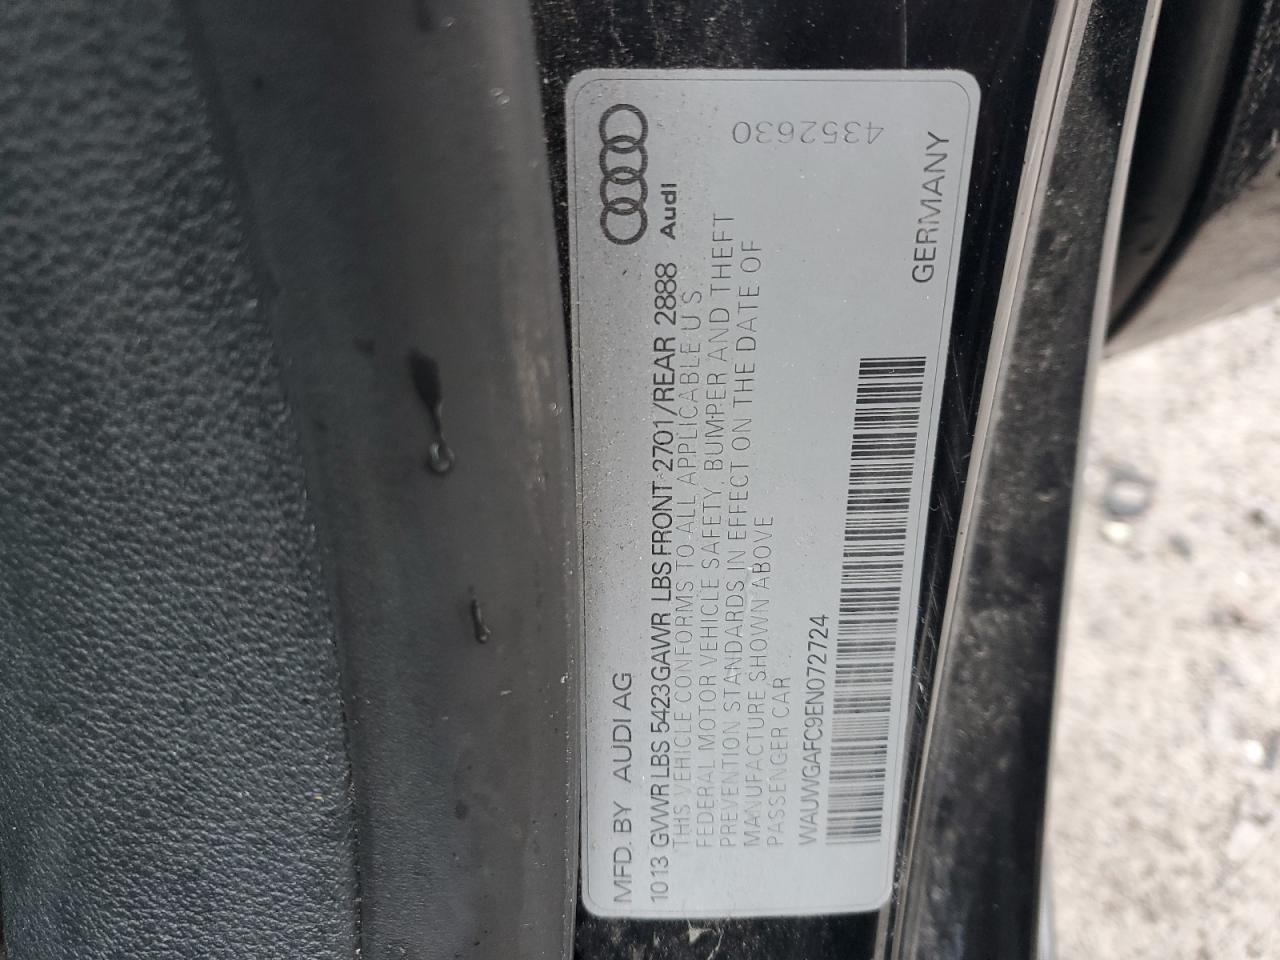 MFD. BY AUDI AG
Audi
10 13 GVWR LBS 5423 GAWR LBS FRONT 2701/REAR 2888
THIS VEHICLE CONFORMS TO ALL APPLICABLE U.S.
FEDERAL MOTOR VEHICLE SAFETY, BUMPER AND THEFT
PREVENTION STANDARDS IN EFFECT ON THE DATE OF
MANUFACTURE SHOWN ABOVE
PASSENGER CAR
WAUWGAFC9EN072724
GERMANY
4352630